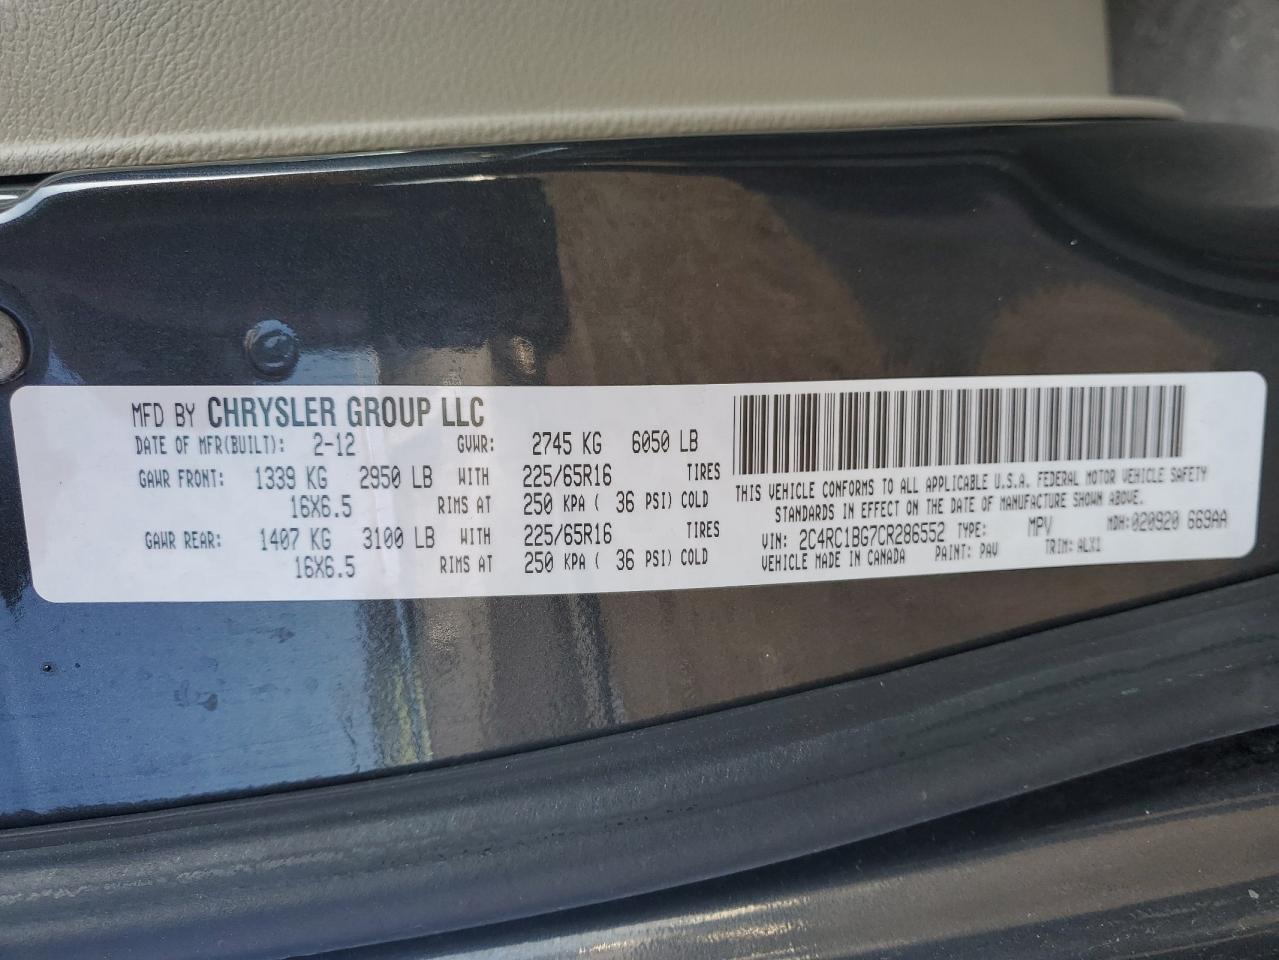 MFD BY CHRYSLER GROUP LLC
DATE OF MFR(BUILT): 2-12 GVWR: 2745 KG 6050 LB
GAWR FRONT: 1339 KG 2950 LB WITH 225/65R16 TIRES
16X6.5 RIMS AT 250 KPA ( 36 PSI) COLD
GAWR REAR: 1407 KG 3100 LB WITH 225/65R16 TIRES
16X6.5 RIMS AT 250 KPA ( 36 PSI) COLD
THIS VEHICLE CONFORMS TO ALL APPLICABLE U.S.A. FEDERAL MOTOR VEHICLE SAFETY
STANDARDS IN EFFECT ON THE DATE OF MANUFACTURE SHOWN ABOVE.
VIN: 2C4RC1BG7CR286552 TYPE: MPV MDH:020920 669AA
VEHICLE MADE IN CANADA PAINT: PAV TRIM: ALX1